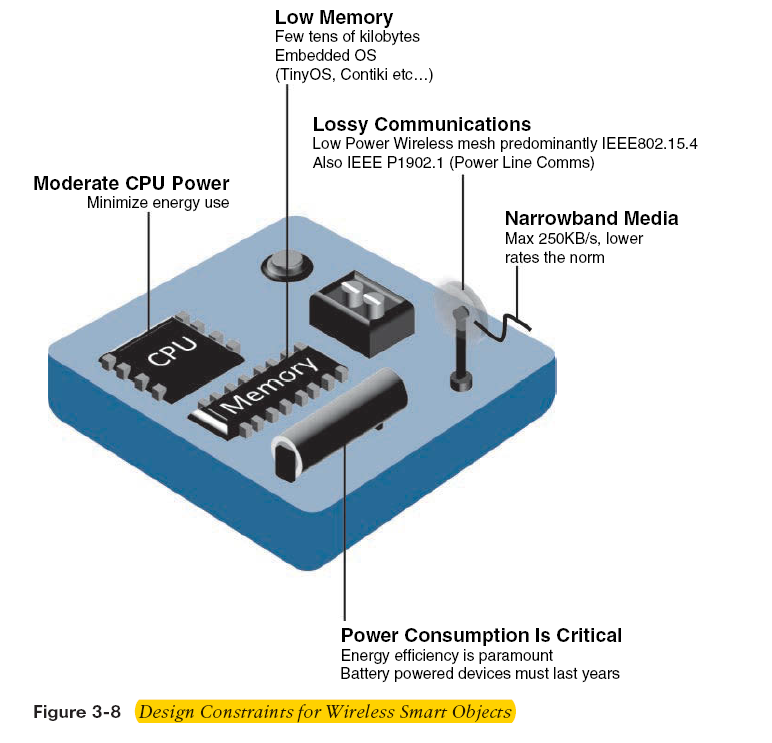 Low Memory
Few tens of kilobytes
Embedded OS
(TinyOS, Contiki etc…)
Lossy Communications
Low Power Wireless mesh predominantly IEEE802.15.4
Also IEEE P1902.1 (Power Line Comms)
Moderate CPU Power
Minimize energy use
Narrowband Media
Max 250KB/s, lower
rates the norm
CPU
Memory
Power Consumption Is Critical
Energy efficiency is paramount
Battery powered devices must last years
Figure 3-8 Design Constraints for Wireless Smart Objects